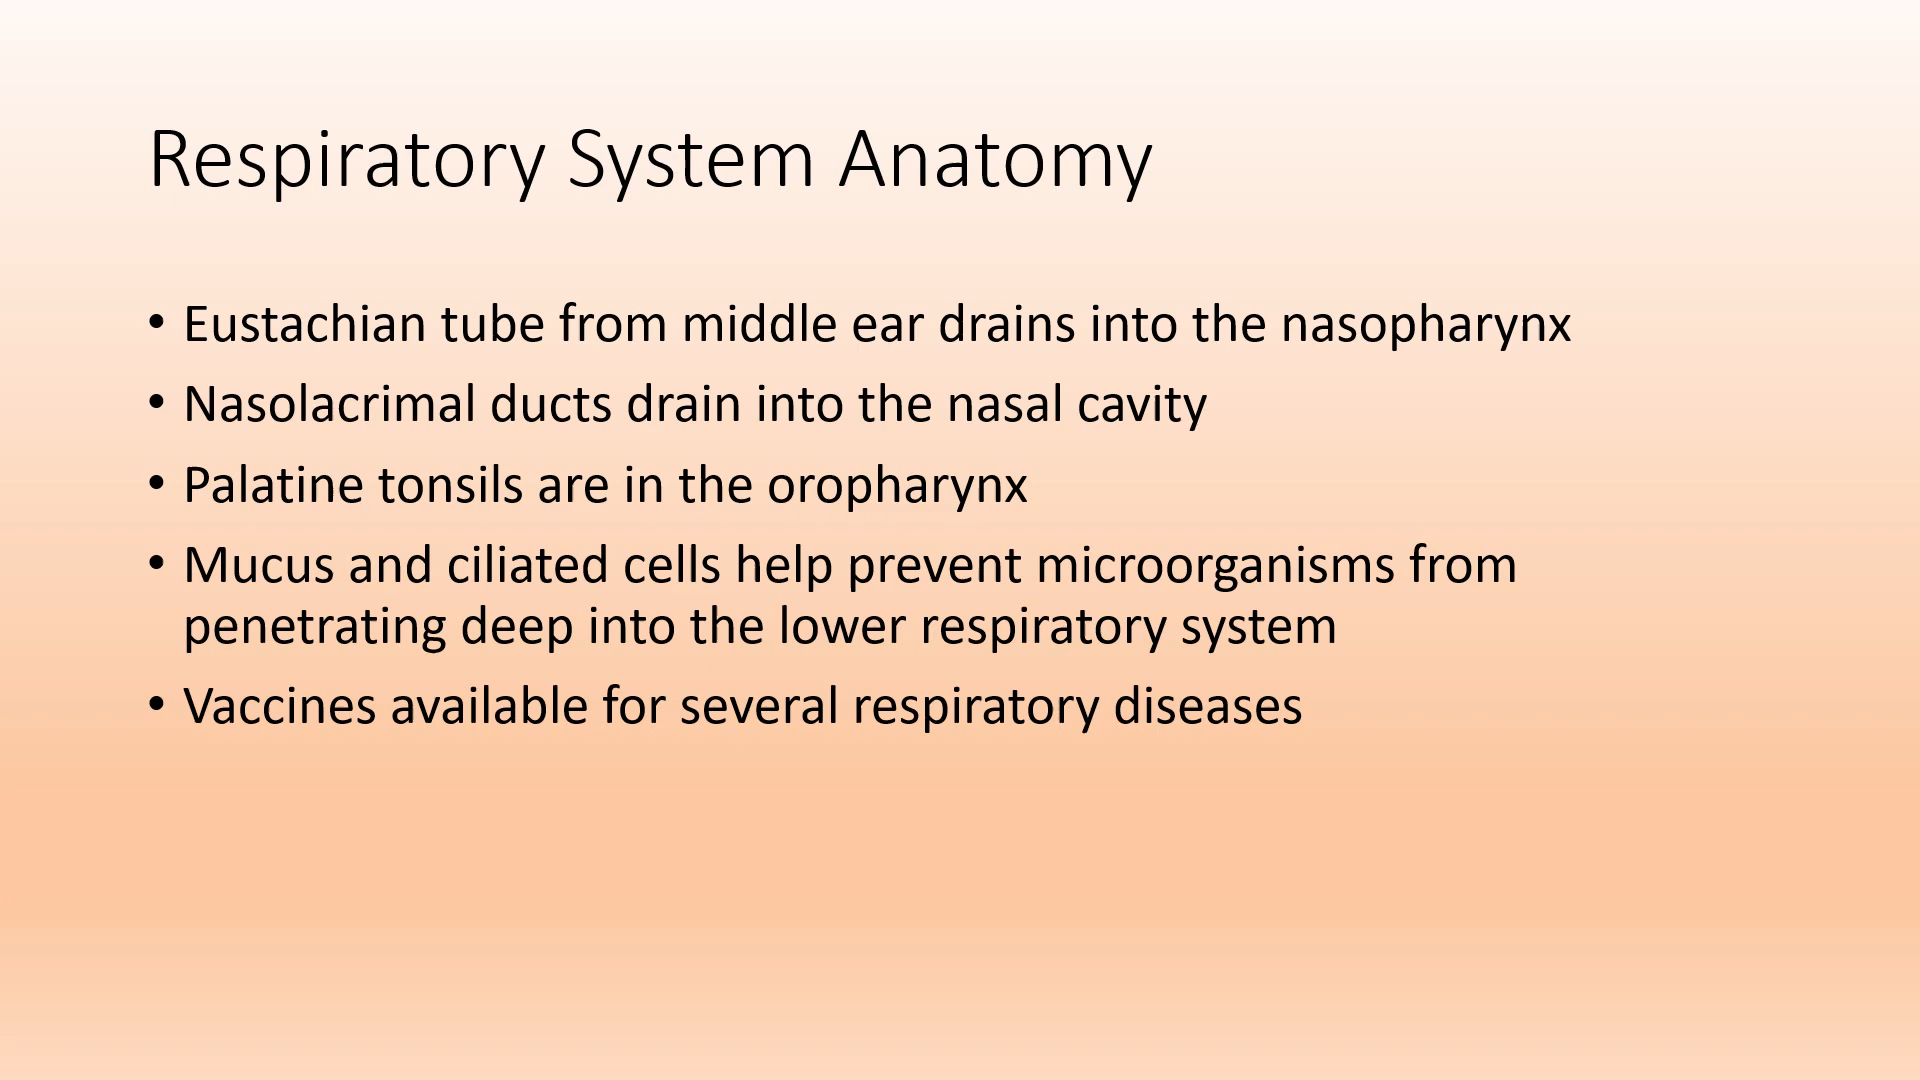 Respiratory System Anatomy
• Eustachian tube from middle ear drains into the nasopharynx
• Nasolacrimal ducts drain into the nasal cavity
• Palatine tonsils are in the oropharynx
• Mucus and ciliated cells help prevent microorganisms from
penetrating deep into the lower respiratory system
• Vaccines available for several respiratory diseases